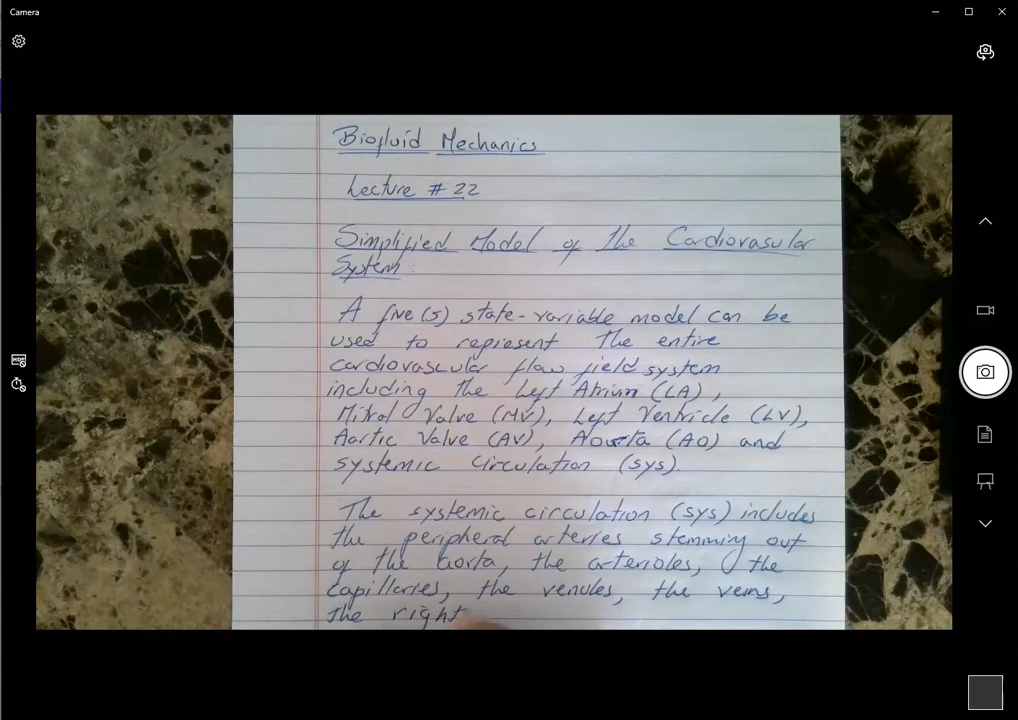 Camera
Biofluid Mechanics
Lecture # 22
Simplified Model of the Cardiovasular
System:
A five (5) state-variable model can be
used to represent the entire
cardiovascular flow field system
including the Left Atrium (LA),
Mitral Valve (MV), Left Ventricle (LV),
Aartic Valve (AV), Aorta (AO) and
systemic circulation (sys).
The systemic circulation (sys) includes
the peripheral arteries stemming out
of the aorta, the arterioles, the
capilleries, the venules, the veins,
the right